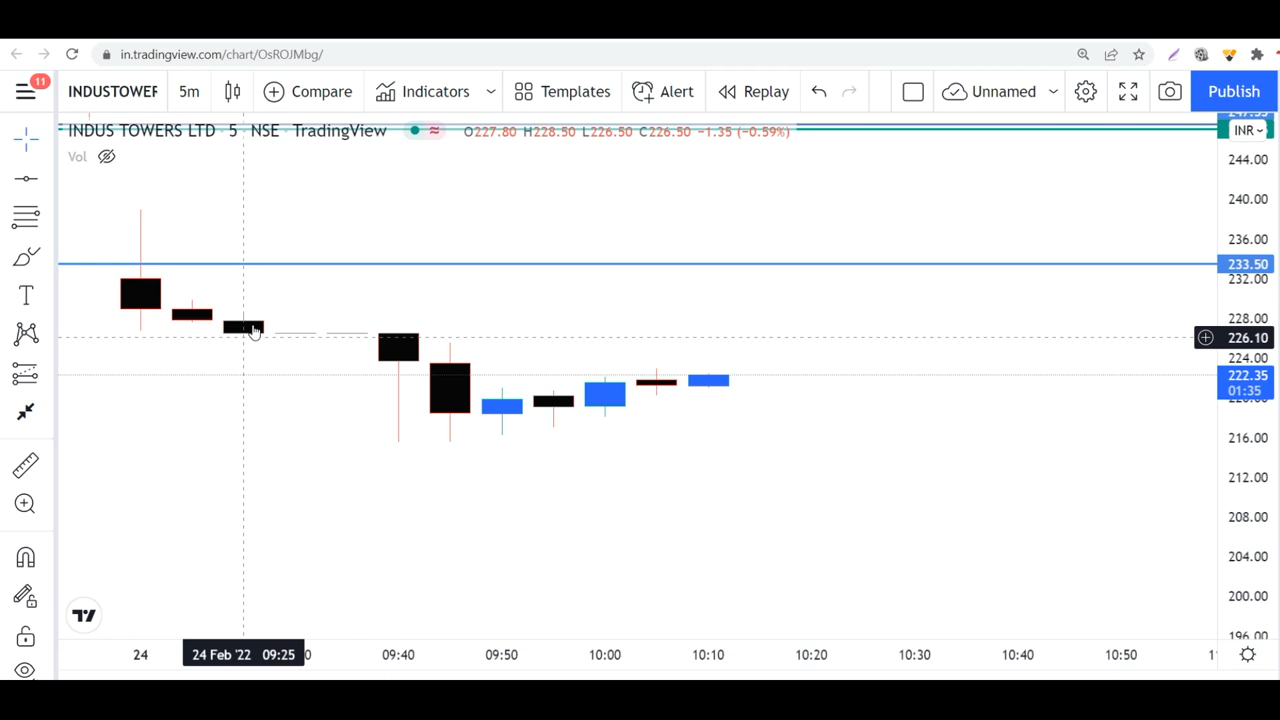 in.tradingview.com/chart/OsROJMbg/
11
INDUSTOWER 5m Compare Indicators Templates Alert Replay Unnamed Publish
INDUS TOWERS LTD · 5 · NSE · TradingView O227.80 H228.50 L226.50 C226.50 −1.35 (−0.59%)
INR
Vol
244.00
240.00
236.00
233.50
232.00
228.00
226.10
224.00
222.35
01:35
216.00
212.00
208.00
204.00
200.00
196.00
24 24 Feb '22 09:25 09:40 09:50 10:00 10:10 10:20 10:30 10:40 10:50